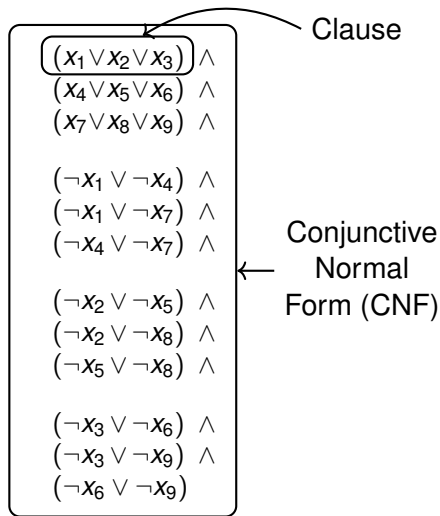 Clause
(x₁∨x₂∨x₃) ∧
(x₄∨x₅∨x₆) ∧
(x₇∨x₈∨x₉) ∧
(¬x₁ ∨ ¬x₄) ∧
(¬x₁ ∨ ¬x₇) ∧
(¬x₄ ∨ ¬x₇) ∧
(¬x₂ ∨ ¬x₅) ∧
(¬x₂ ∨ ¬x₈) ∧
(¬x₅ ∨ ¬x₈) ∧
(¬x₃ ∨ ¬x₆) ∧
(¬x₃ ∨ ¬x₉) ∧
(¬x₆ ∨ ¬x₉)
Conjunctive
Normal
Form (CNF)